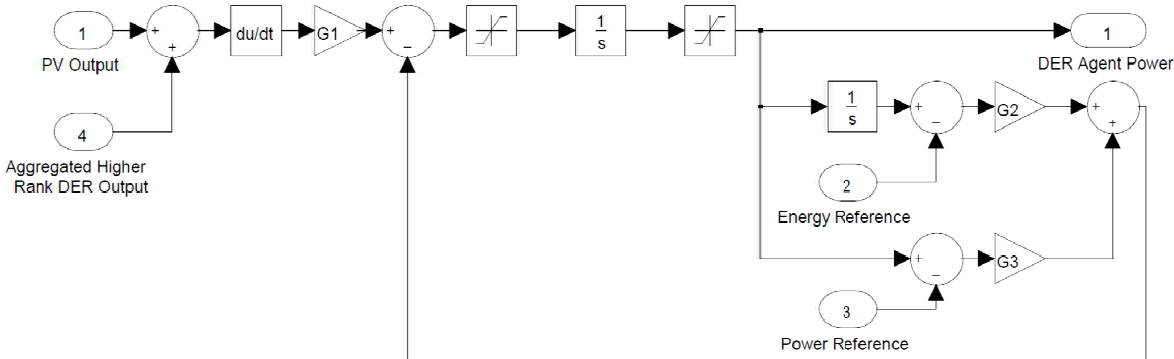 1
PV Output
4
Aggregated Higher
Rank DER Output
+
+
du/dt
G1
+
−
1
s
1
DER Agent Power
1
s
+
−
G2
+
+
2
Energy Reference
+
−
G3
3
Power Reference